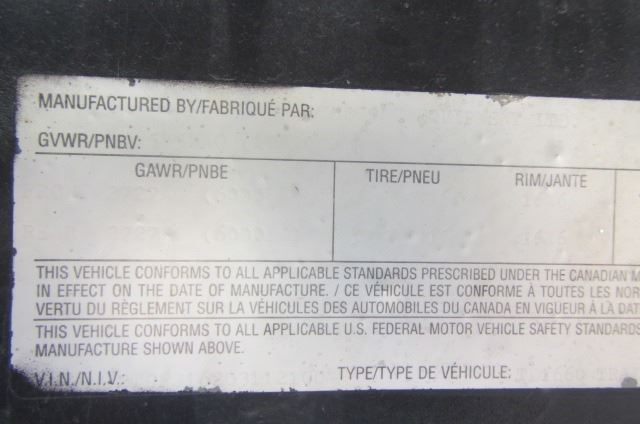 MANUFACTURED BY/FABRIQUÉ PAR:
GVWR/PNBV:
GAWR/PNBE TIRE/PNEU RIM/JANTE
THIS VEHICLE CONFORMS TO ALL APPLICABLE STANDARDS PRESCRIBED UNDER THE CANADIAN M
IN EFFECT ON THE DATE OF MANUFACTURE. / CE VÉHICULE EST CONFORME À TOUTES LES NOR
VERTU DU RÈGLEMENT SUR LA VÉHICULES DES AUTOMOBILES DU CANADA EN VIGUEUR À LA DAT
THIS VEHICLE CONFORMS TO ALL APPLICABLE U.S. FEDERAL MOTOR VEHICLE SAFETY STANDARDS
MANUFACTURE SHOWN ABOVE.
V.I.N./N.I.V.: TYPE/TYPE DE VÉHICULE: